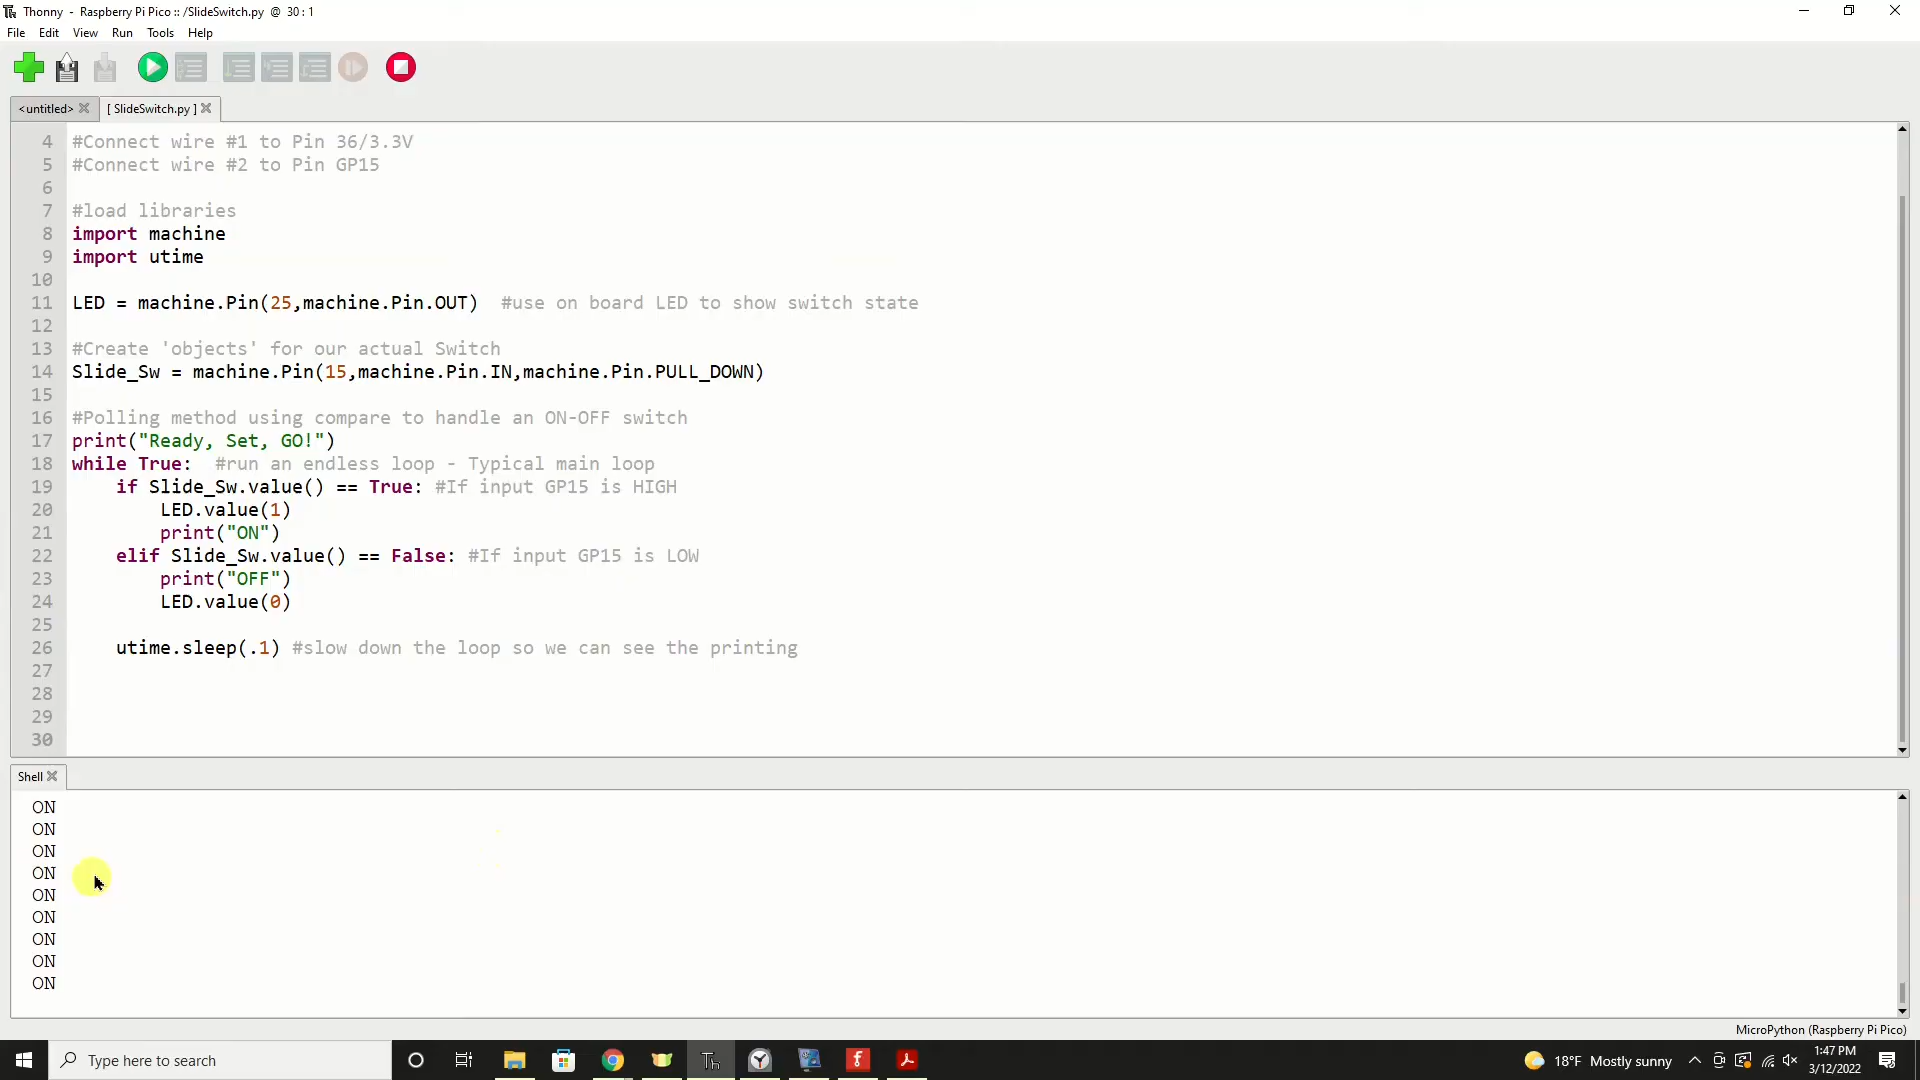 Thonny - Raspberry Pi Pico :: /SlideSwitch.py @ 30 : 1
File Edit View Run Tools Help
<untitled> [ SlideSwitch.py ]
4 #Connect wire #1 to Pin 36/3.3V
5 #Connect wire #2 to Pin GP15
6
7 #load libraries
8 import machine
9 import utime
10
11 LED = machine.Pin(25,machine.Pin.OUT)  #use on board LED to show switch state
12
13 #Create 'objects' for our actual Switch
14 Slide_Sw = machine.Pin(15,machine.Pin.IN,machine.Pin.PULL_DOWN)
15
16 #Polling method using compare to handle an ON-OFF switch
17 print("Ready, Set, GO!")
18 while True:  #run an endless loop - Typical main loop
19     if Slide_Sw.value() == True: #If input GP15 is HIGH
20         LED.value(1)
21         print("ON")
22     elif Slide_Sw.value() == False: #If input GP15 is LOW
23         print("OFF")
24         LED.value(0)
25
26     utime.sleep(.1) #slow down the loop so we can see the printing
27
28
29
30
Shell
ON
ON
ON
ON
ON
ON
ON
ON
ON
MicroPython (Raspberry Pi Pico)
Type here to search
Th
18°F Mostly sunny
1:47 PM
3/12/2022